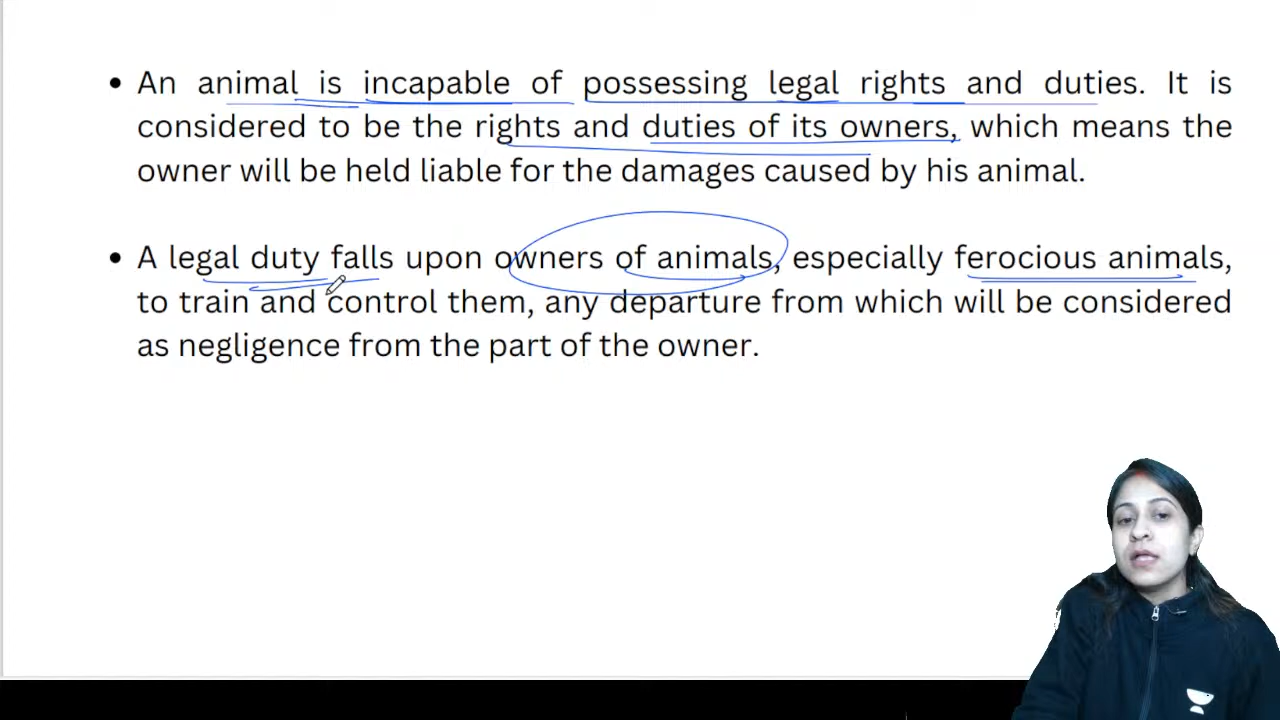 • An animal is incapable of possessing legal rights and duties. It is
considered to be the rights and duties of its owners, which means the
owner will be held liable for the damages caused by his animal.
• A legal duty falls upon owners of animals, especially ferocious animals,
to train and control them, any departure from which will be considered
as negligence from the part of the owner.